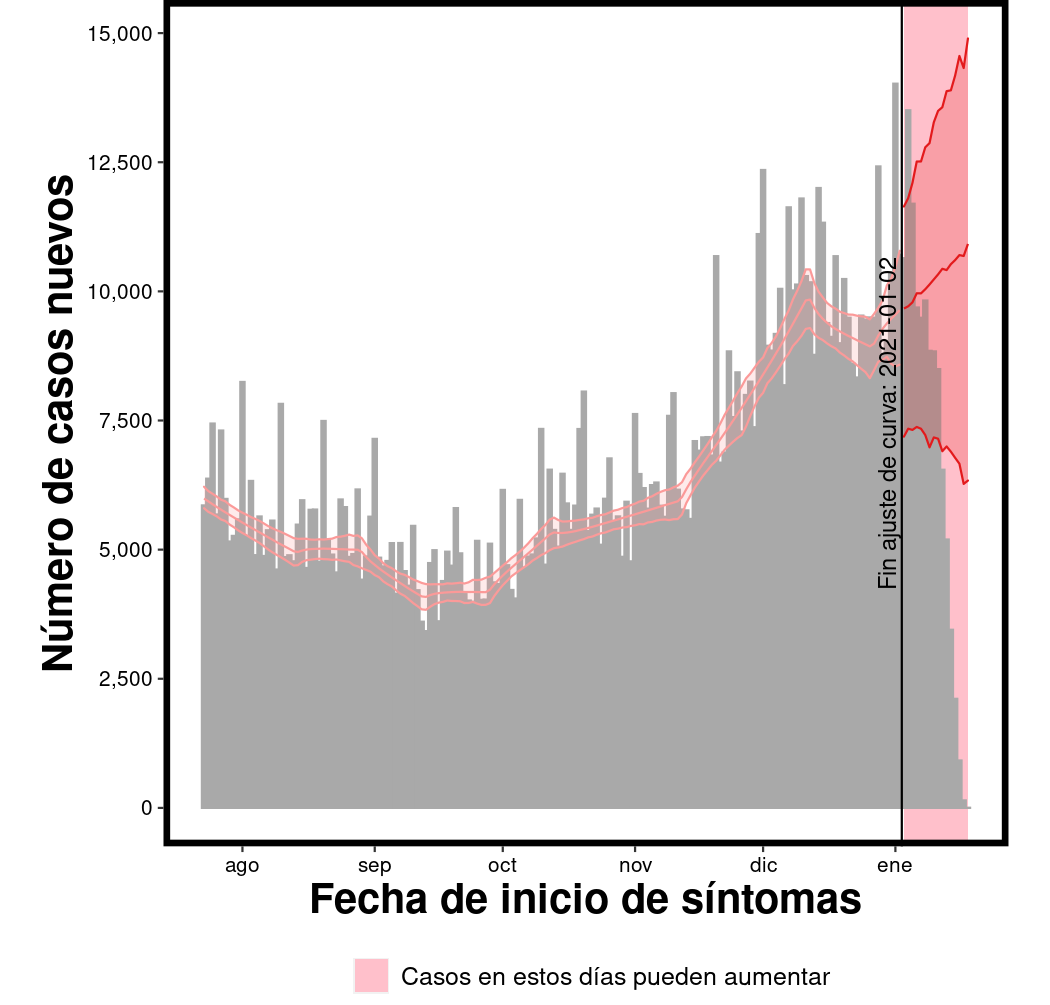 Número de casos nuevos
15,000
12,500
10,000
7,500
5,000
2,500
0
Fin ajuste de curva: 2021-01-02
ago sep oct nov dic ene
Fecha de inicio de síntomas
Casos en estos días pueden aumentar